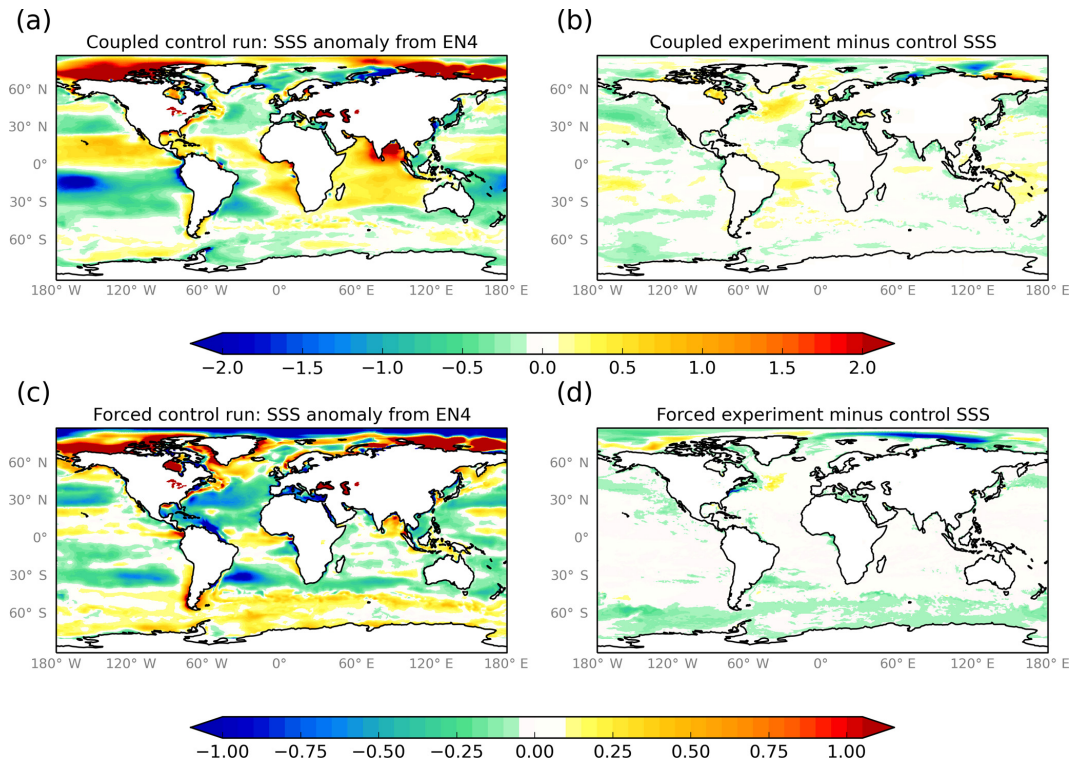 (a)
(b)
Coupled control run: SSS anomaly from EN4
Coupled experiment minus control SSS
60° N
30° N
0°
30° S
60° S
180° W 120° W 60° W 0° 60° E 120° E 180° E
60° N
30° N
0°
30° S
60° S
180° W 120° W 60° W 0° 60° E 120° E 180° E
−2.0 −1.5 −1.0 −0.5 0.0 0.5 1.0 1.5 2.0
(c)
(d)
Forced control run: SSS anomaly from EN4
Forced experiment minus control SSS
60° N
30° N
0°
30° S
60° S
180° W 120° W 60° W 0° 60° E 120° E 180° E
60° N
30° N
0°
30° S
60° S
180° W 120° W 60° W 0° 60° E 120° E 180° E
−1.00 −0.75 −0.50 −0.25 0.00 0.25 0.50 0.75 1.00